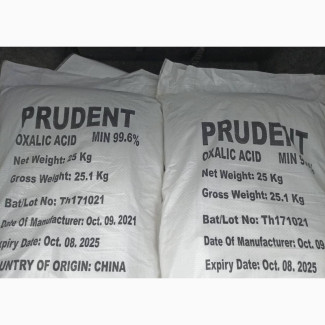 PRUDENT
OXALIC ACID MIN 99.6%
Net Weight: 25 Kg
Gross Weight: 25.1 Kg
Bat/Lot No: Th171021
Date Of Manufacturer: Oct. 09. 2021
xpiry Date: Oct. 08. 2025
UNTRY OF ORIGIN: CHINA
PRUDENT
OXALIC ACID MIN
Net Weight: 25 Kg
Gross Weight: 25.1 Kg
Bat/Lot No: Th171021
Date Of Manufacturer: Oct. 09.
Expiry Date: Oct. 08. 2025